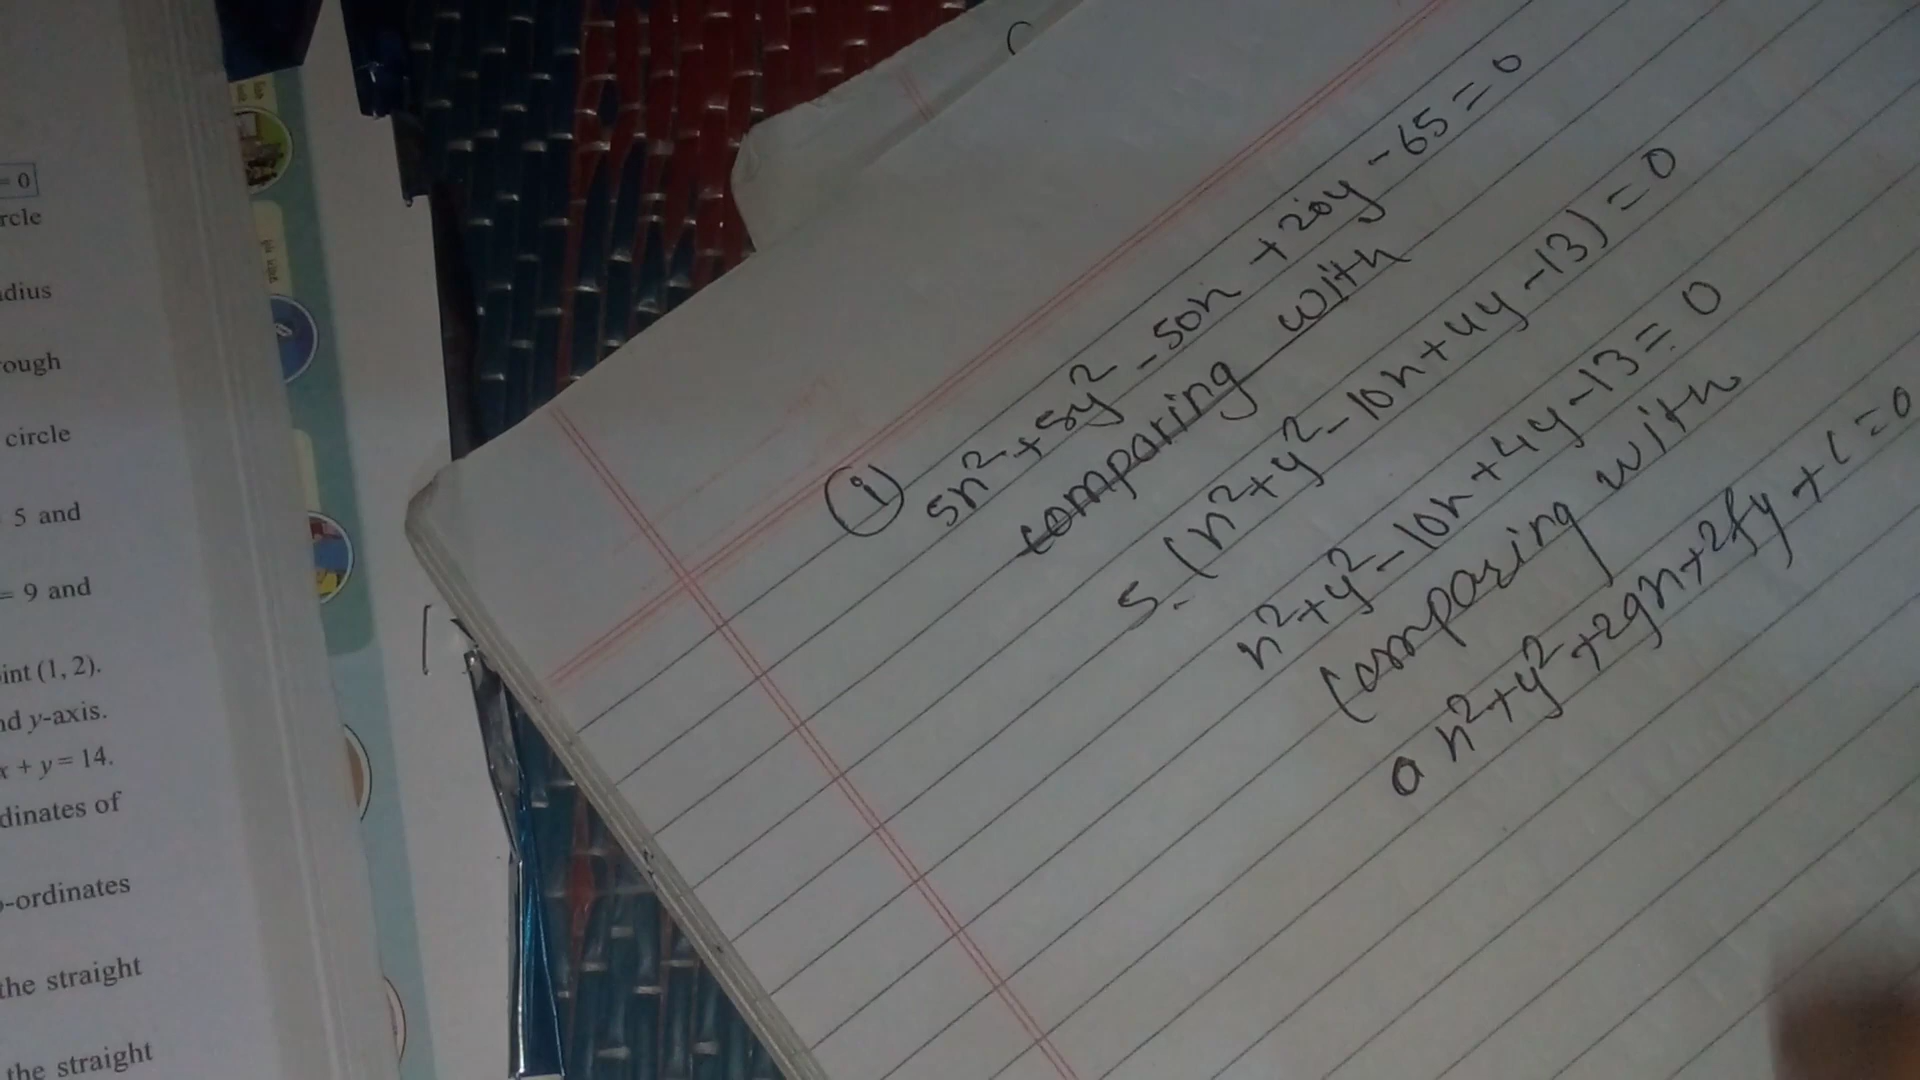 = 0
rcle
dius
rough
circle
5 and
= 9 and
int (1, 2).
nd y-axis.
x + y = 14.
dinates of
o-ordinates
the straight
the straight
(i) 5x²+5y²-50x+20y-65=0
comparing with
5(x²+y²-10x+4y-13)=0
x²+y²-10x+4y-13=0
Comparing with
a x²+y²+2gx+2fy+c=0